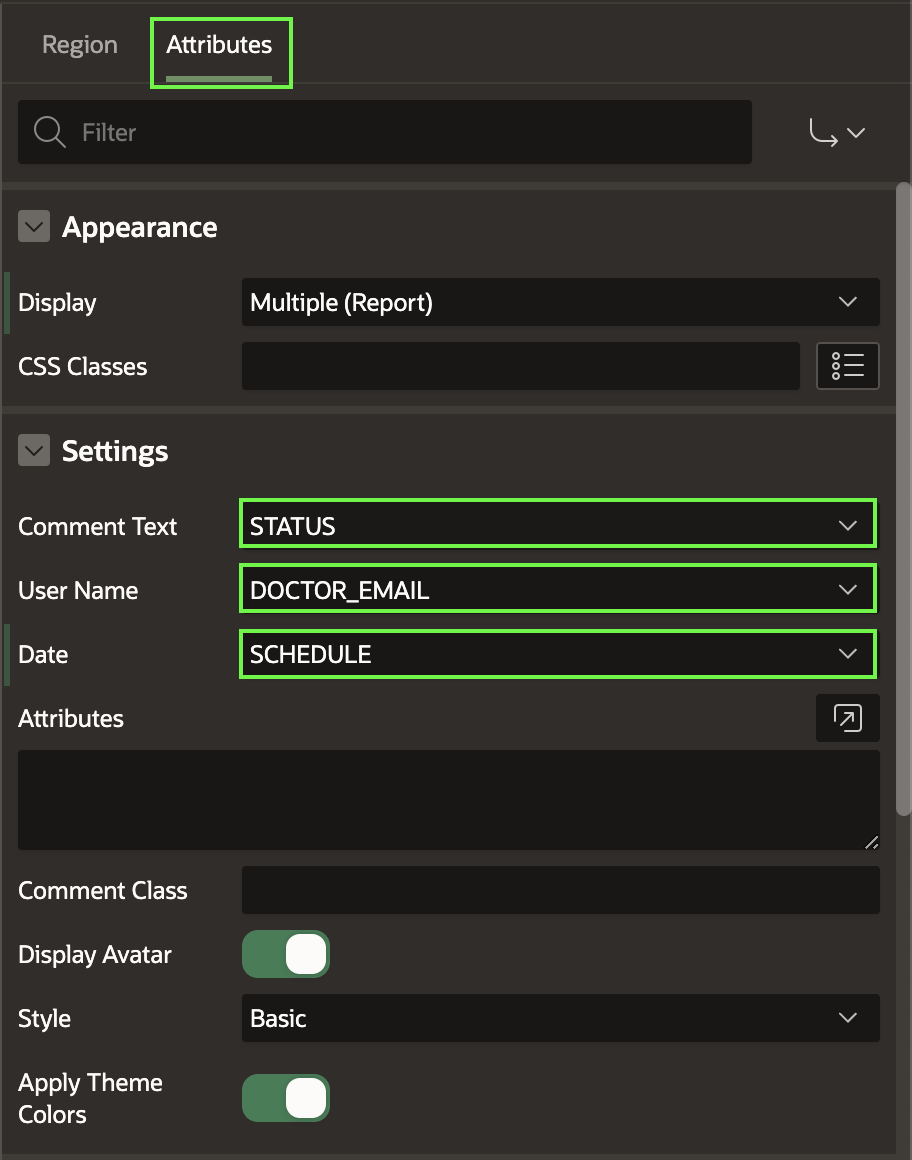 Region Attributes
Filter
Appearance
Display Multiple (Report)
CSS Classes
Settings
Comment Text STATUS
User Name DOCTOR_EMAIL
Date SCHEDULE
Attributes
Comment Class
Display Avatar
Style Basic
Apply Theme
Colors